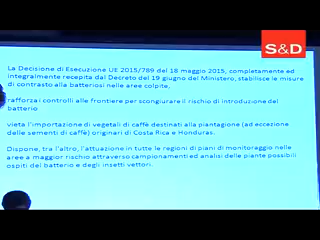 S&D
La Decisione di Esecuzione UE 2015/789 del 18 maggio 2015, completamente ed
integralmente recepita dal Decreto del 19 giugno del Ministero, stabilisce le misure
di contrasto alla batteriosi nelle aree colpite,
rafforza i controlli alle frontiere per scongiurare il rischio di introduzione del
batterio
vieta l'importazione di vegetali di caffè destinati alla piantagione (ad eccezione
delle sementi di caffè) originari di Costa Rica e Honduras.
Dispone, tra l'altro, l'attuazione in tutte le regioni di piani di monitoraggio nelle
aree a maggior rischio attraverso campionamenti ed analisi delle piante possibili
ospiti del batterio e degli insetti vettori.